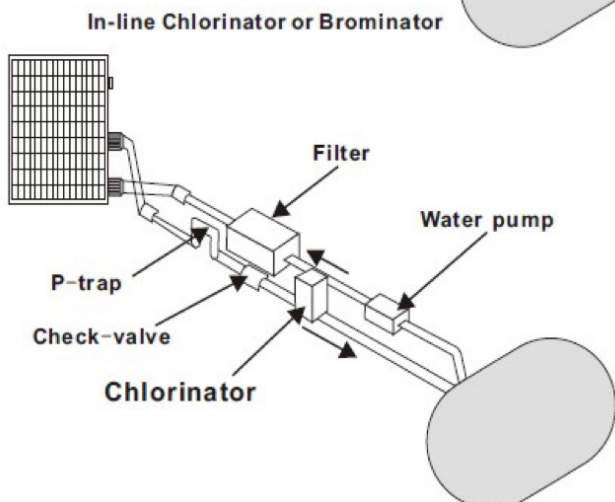 In-line Chlorinator or Brominator
Filter
Water pump
P-trap
Check-valve
Chlorinator